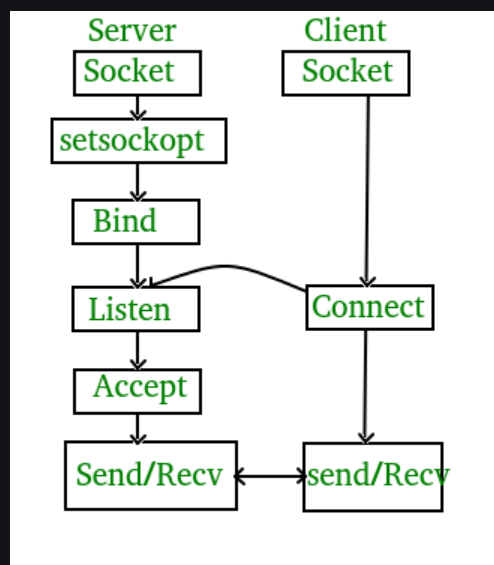 Server
Client
Socket
Socket
setsockopt
Bind
Listen
Connect
Accept
Send/Recv
send/Recv